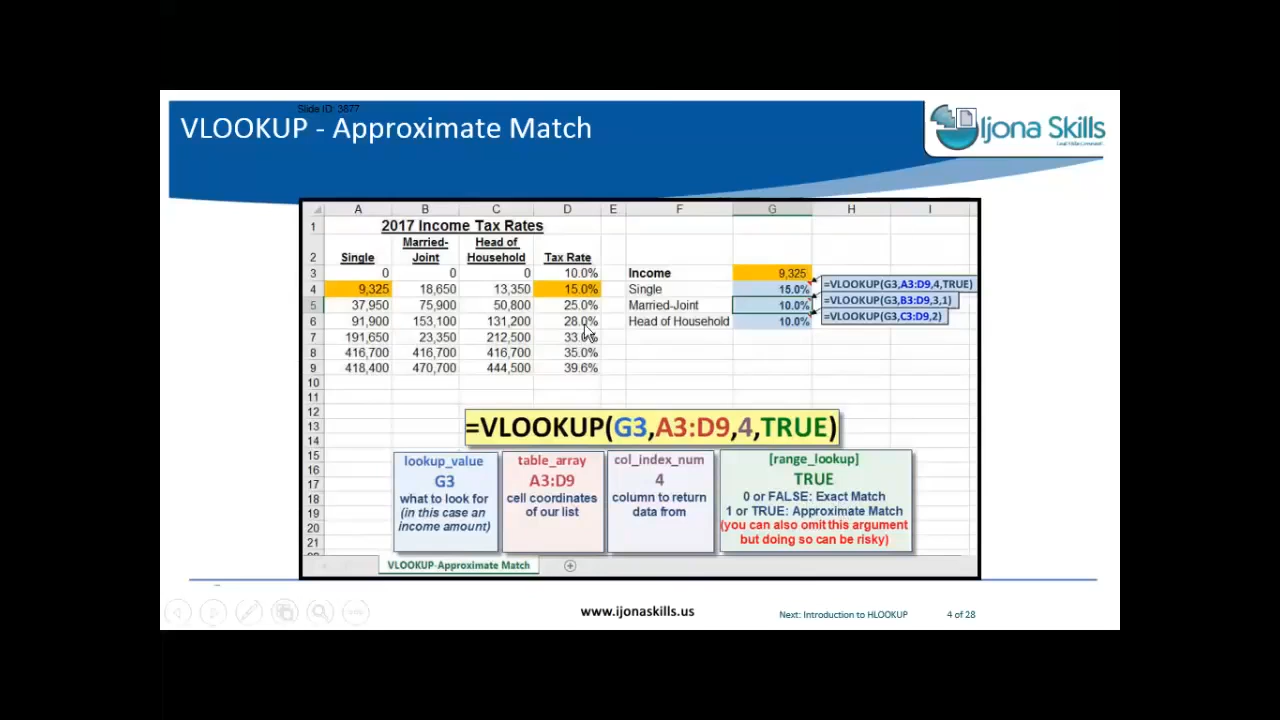 Slide ID: 3877
VLOOKUP - Approximate Match
Ijona Skills
A B C D E F G H I
1 2017 Income Tax Rates
Married- Head of
2 Single Joint Household Tax Rate
3 0 0 0 10.0% Income 9,325
4 9,325 18,650 13,350 15.0% Single 15.0% =VLOOKUP(G3,A3:D9,4,TRUE)
5 37,950 75,900 50,800 25.0% Married-Joint 10.0% =VLOOKUP(G3,B3:D9,3,1)
6 91,900 153,100 131,200 28.0% Head of Household 10.0% =VLOOKUP(G3,C3:D9,2)
7 191,650 23,350 212,500 33.0%
8 416,700 416,700 416,700 35.0%
9 418,400 470,700 444,500 39.6%
10
11
12
13 =VLOOKUP(G3,A3:D9,4,TRUE)
14
15 lookup_value table_array col_index_num [range_lookup]
16 G3 A3:D9 4 TRUE
17 what to look for cell coordinates column to return 0 or FALSE: Exact Match
18 (in this case an of our list data from 1 or TRUE: Approximate Match
19 income amount) (you can also omit this argument
20 but doing so can be risky)
21
VLOOKUP-Approximate Match
www.ijonaskills.us
Next: Introduction to HLOOKUP
4 of 28